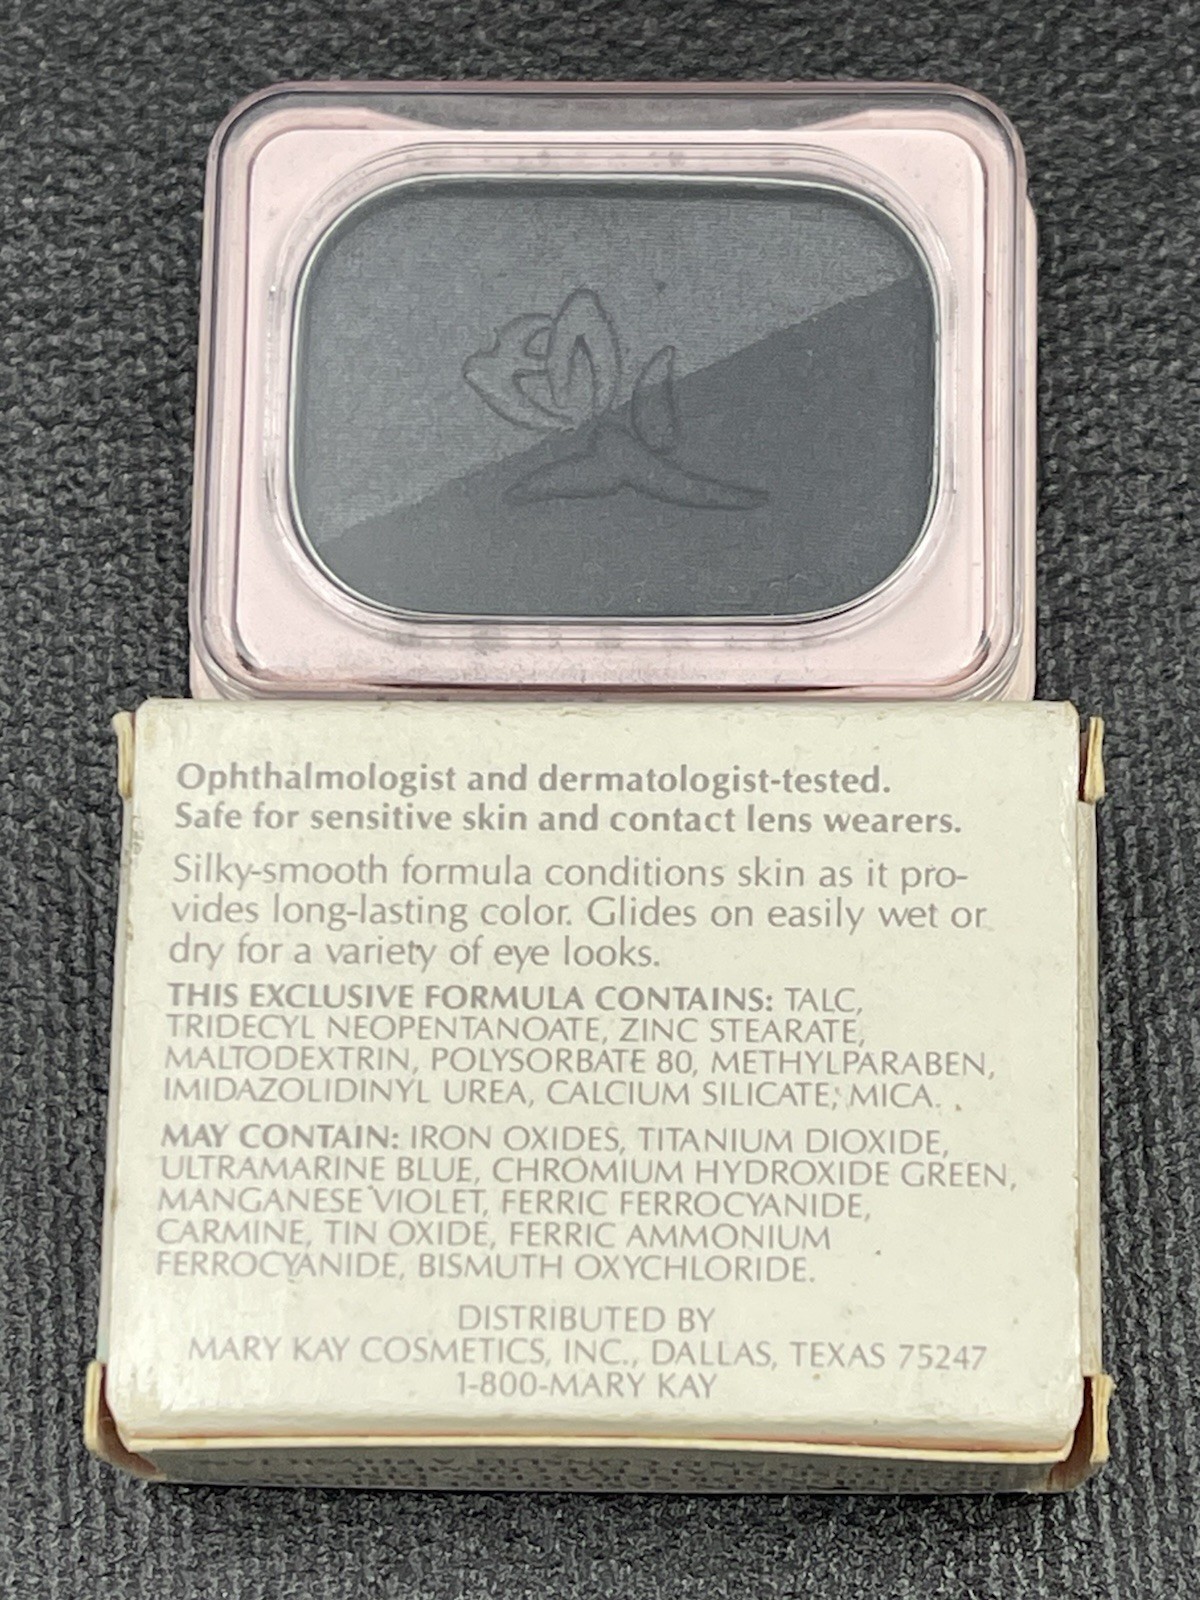 Ophthalmologist and dermatologist-tested.
Safe for sensitive skin and contact lens wearers.
Silky-smooth formula conditions skin as it pro-
vides long-lasting color. Glides on easily wet or
dry for a variety of eye looks.
THIS EXCLUSIVE FORMULA CONTAINS: TALC,
TRIDECYL NEOPENTANOATE, ZINC STEARATE,
MALTODEXTRIN, POLYSORBATE 80, METHYLPARABEN,
IMIDAZOLIDINYL UREA, CALCIUM SILICATE; MICA.
MAY CONTAIN: IRON OXIDES, TITANIUM DIOXIDE,
ULTRAMARINE BLUE, CHROMIUM HYDROXIDE GREEN,
MANGANESE VIOLET, FERRIC FERROCYANIDE,
CARMINE, TIN OXIDE, FERRIC AMMONIUM
FERROCYANIDE, BISMUTH OXYCHLORIDE.
DISTRIBUTED BY
MARY KAY COSMETICS, INC., DALLAS, TEXAS 75247
1-800-MARY KAY